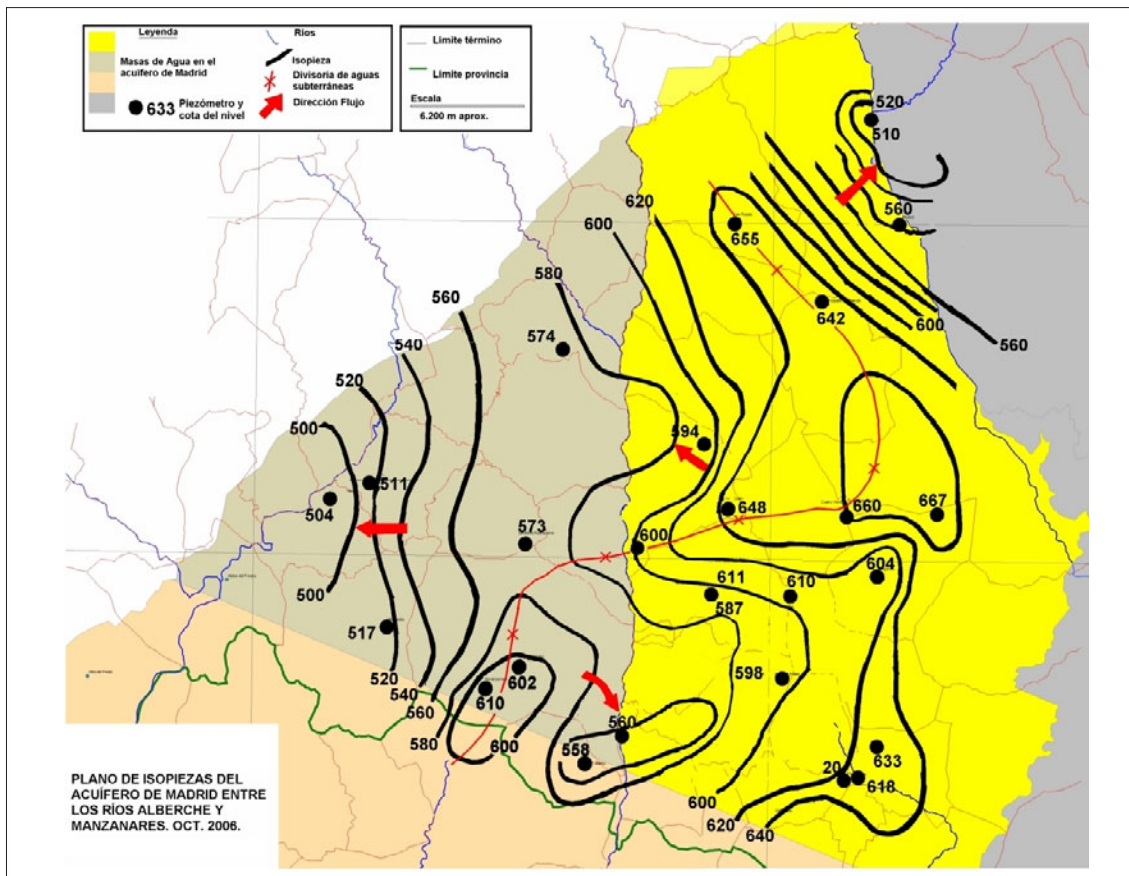 Leyenda
Masas de Agua en el
acuífero de Madrid
633
Piezómetro y
cota del nivel
Ríos
Isopieza
Divisoria de aguas
subterráneas
Dirección Flujo
Limite término
Limite provincia
Escala
6.200 m aprox.
520
510
560
620
600
655
580
560
642
600
574
540
560
520
500
594
511
504
648
660
667
573
600
604
500
611
610
587
517
598
602
520
540
610
560
560
580
600
558
633
20
618
600
620
640
PLANO DE ISOPIEZAS DEL
ACUÍFERO DE MADRID ENTRE
LOS RÍOS ALBERCHE Y
MANZANARES. OCT. 2006.